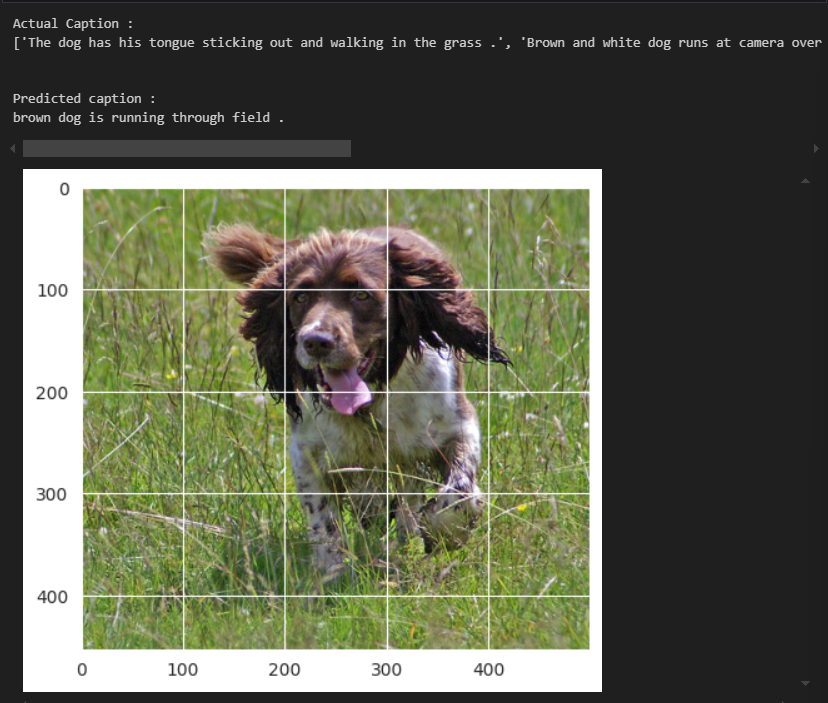 Actual Caption :
['The dog has his tongue sticking out and walking in the grass .', 'Brown and white dog runs at camera over
Predicted caption :
brown dog is running through field .
0
100
200
300
400
0 100 200 300 400